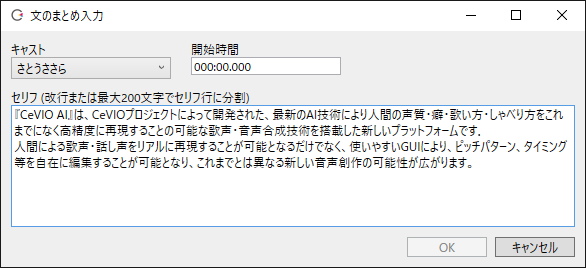 文のまとめ入力
キャスト
開始時間
さとうささら
000:00.000
セリフ (改行または最大200文字でセリフ行に分割)
『CeVIO AI』は、CeVIOプロジェクトによって開発された、最新のAI技術により人間の声質・癖・歌い方・しゃべり方をこれ
までになく高精度に再現することの可能な歌声・音声合成技術を搭載した新しいプラットフォームです.
人間による歌声・話し声をリアルに再現することが可能となるだけでなく、使いやすいGUIにより、ピッチパターン、タイミング
等を自在に編集することが可能となり、これまでとは異なる新しい音声創作の可能性が広がります。
OK
キャンセル